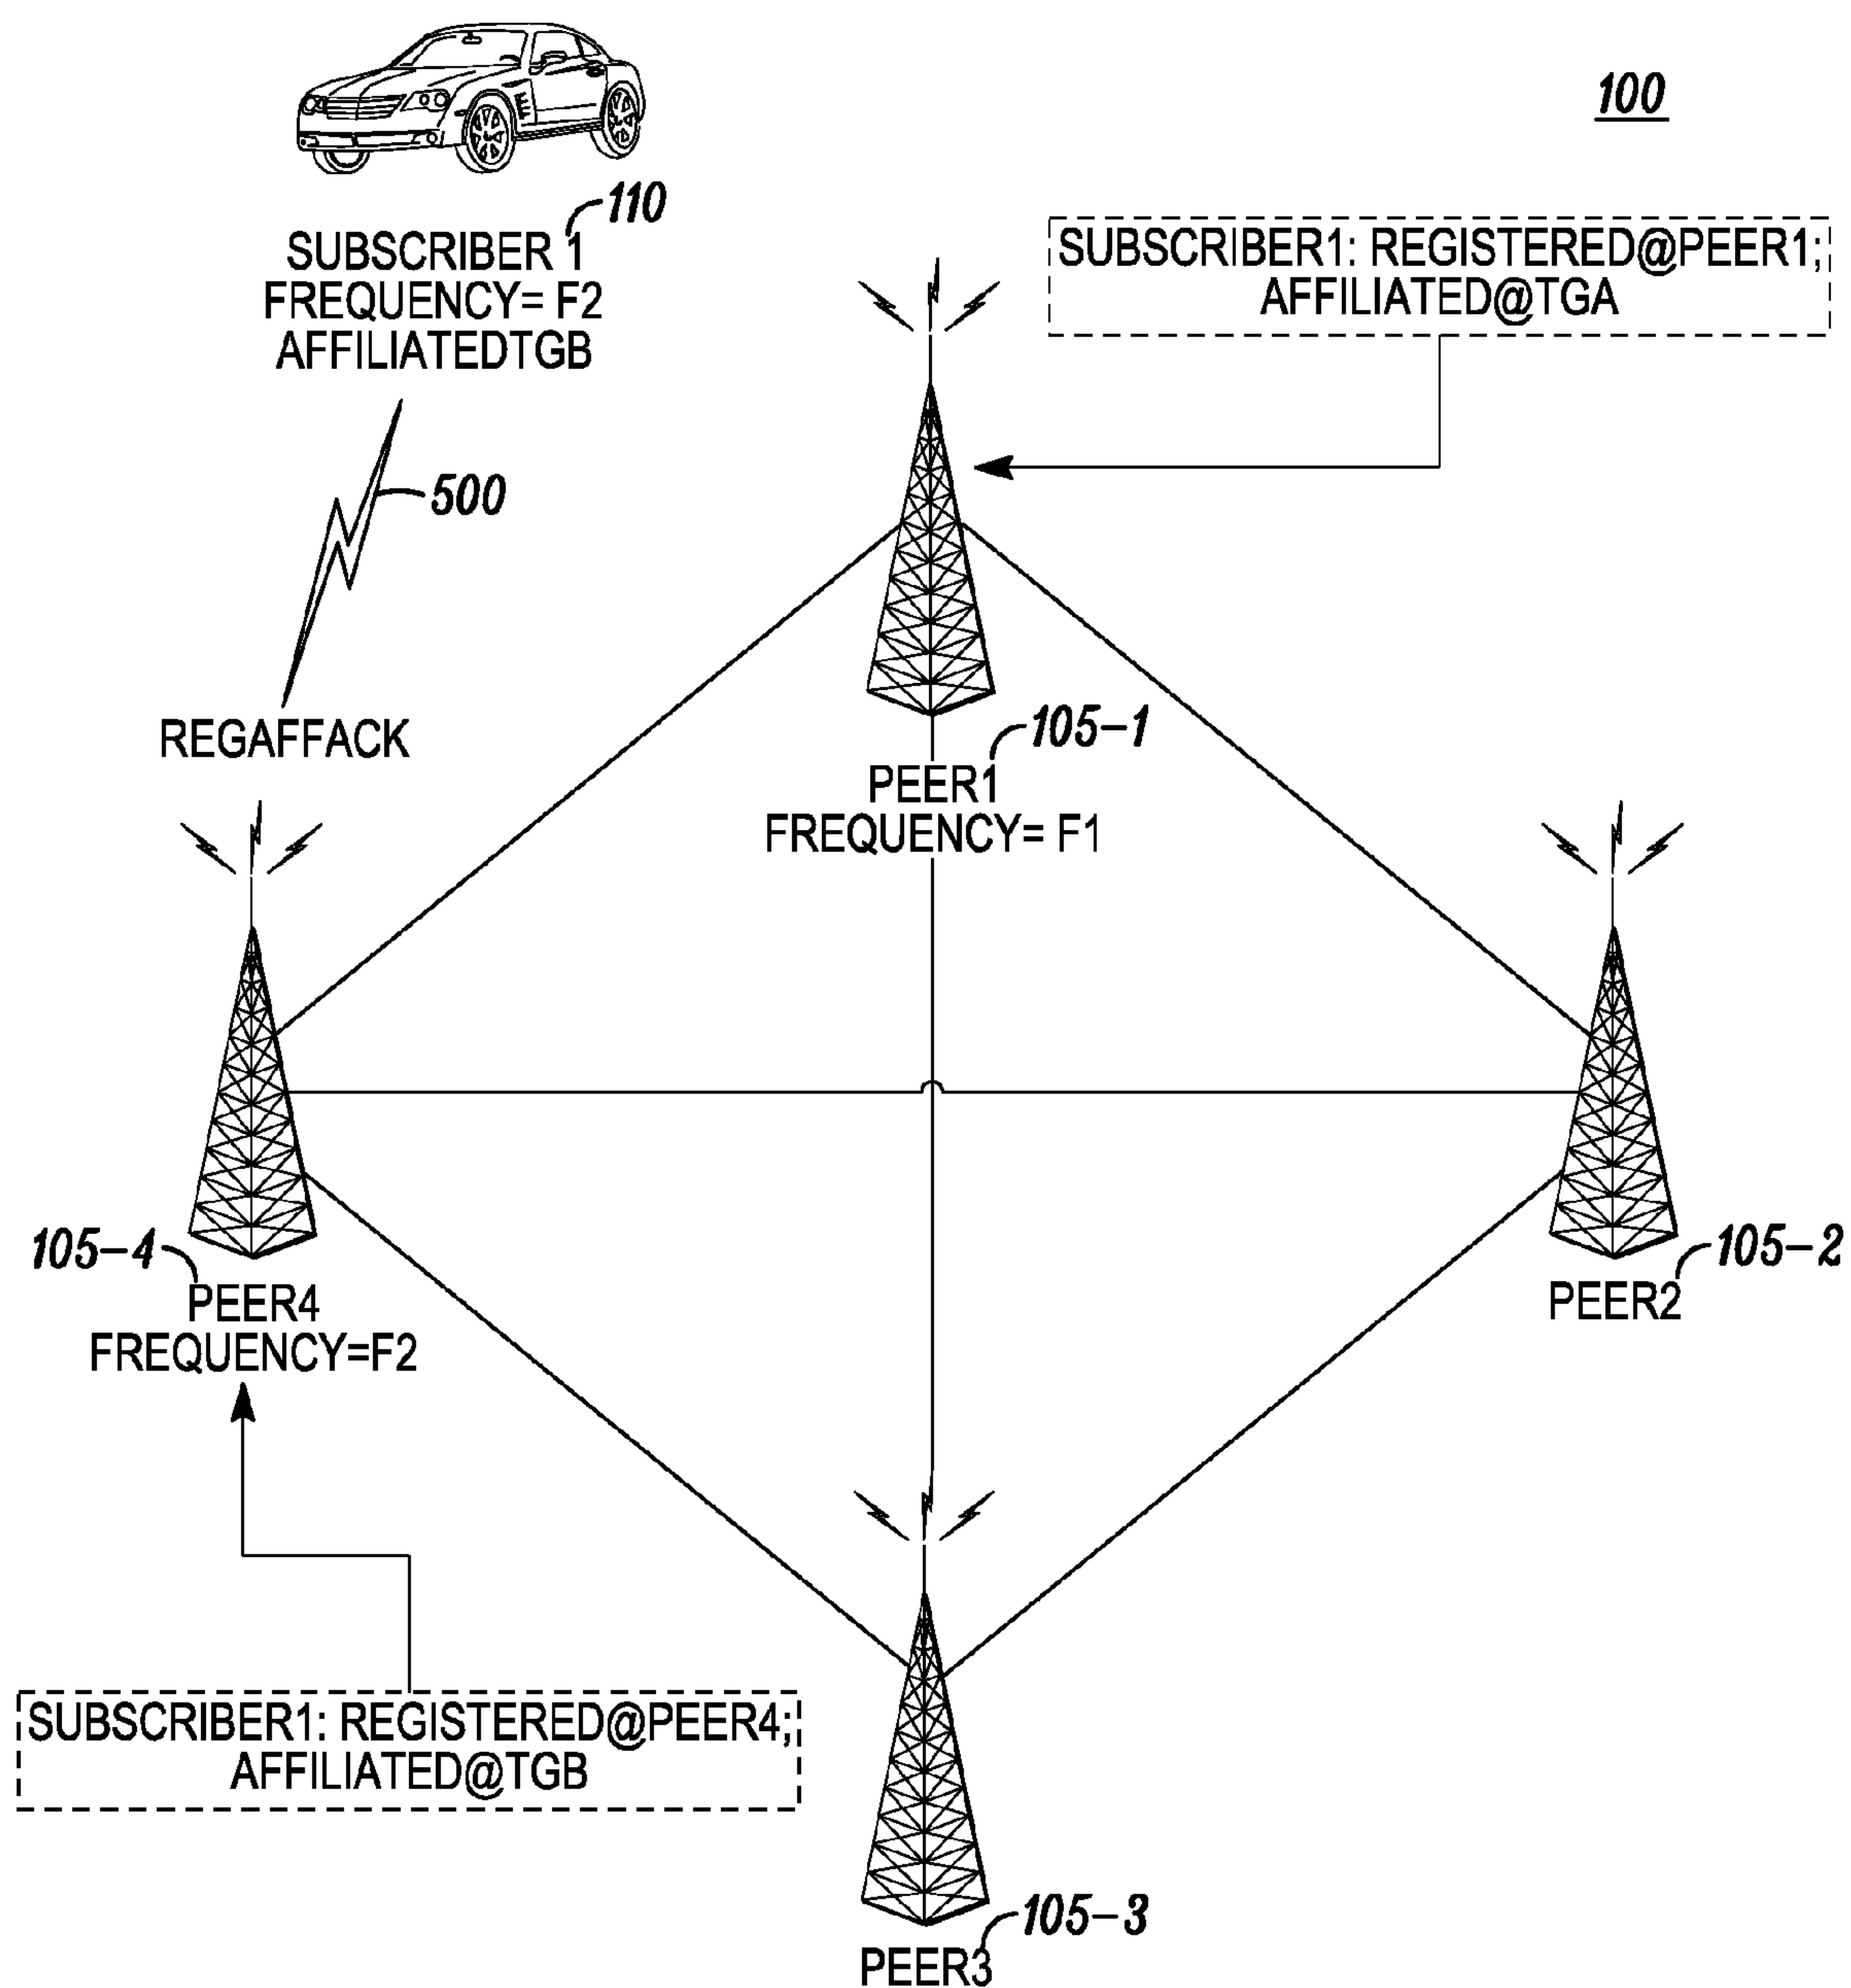 100
110
SUBSCRIBER 1
FREQUENCY= F2
AFFILIATEDTGB
SUBSCRIBER1: REGISTERED@PEER1;
AFFILIATED@TGA
500
REGAFFACK
105-1
PEER1
FREQUENCY= F1
105-4
PEER4
FREQUENCY=F2
105-2
PEER2
SUBSCRIBER1: REGISTERED@PEER4;
AFFILIATED@TGB
105-3
PEER3